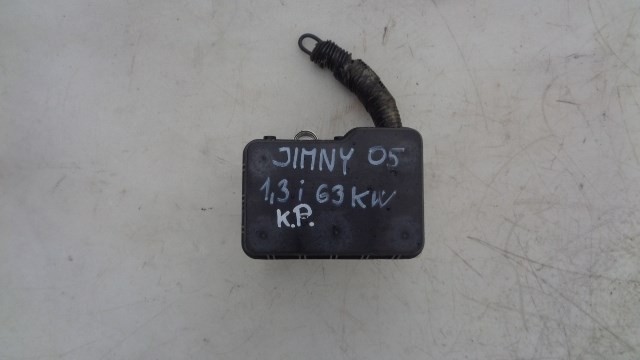 JIMNY 05
1,3 i 63 KW
K.P.